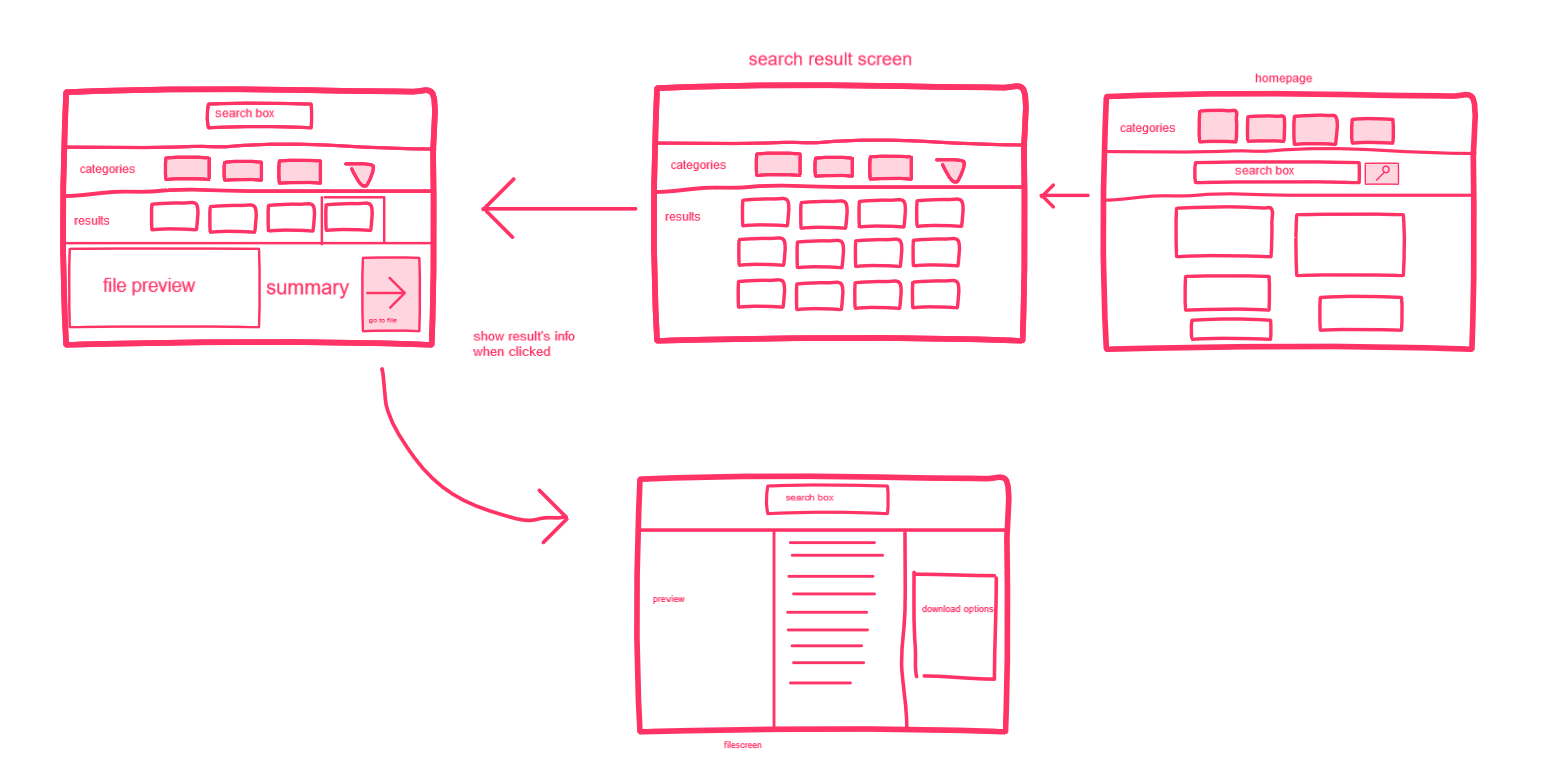 search result screen
homepage
search box
categories
results
file preview
summary
go to file
categories
results
categories
search box
show result's info
when clicked
search box
preview
download options
filescreen